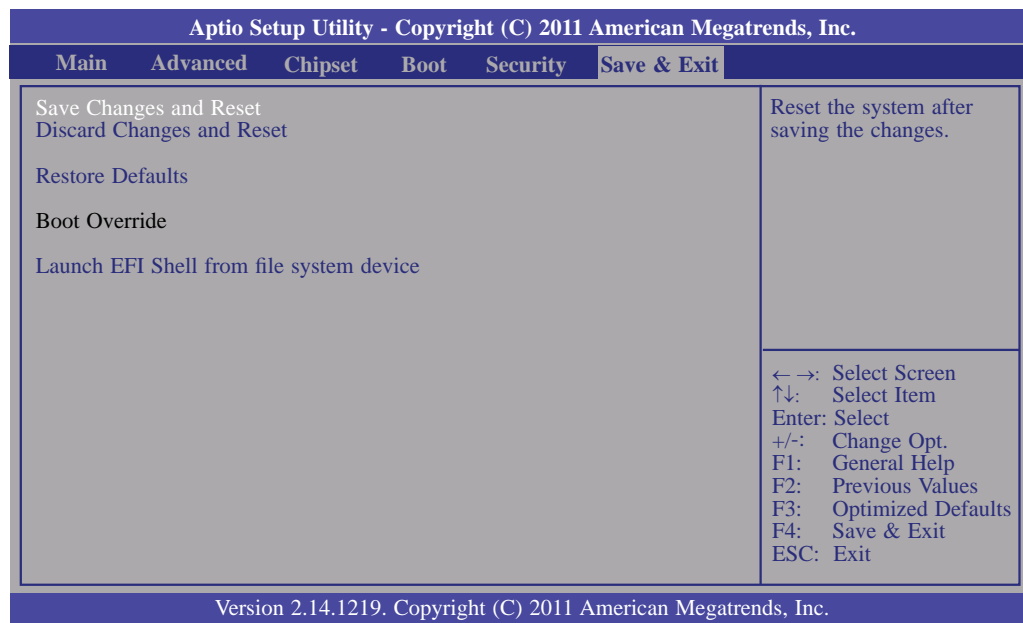 Aptio Setup Utility - Copyright (C) 2011 American Megatrends, Inc.
Main Advanced Chipset Boot Security Save & Exit
Save Changes and Reset
Discard Changes and Reset
Restore Defaults
Boot Override
Launch EFI Shell from file system device
Reset the system after
saving the changes.
← →: Select Screen
↑↓: Select Item
Enter: Select
+/-: Change Opt.
F1: General Help
F2: Previous Values
F3: Optimized Defaults
F4: Save & Exit
ESC: Exit
Version 2.14.1219. Copyright (C) 2011 American Megatrends, Inc.